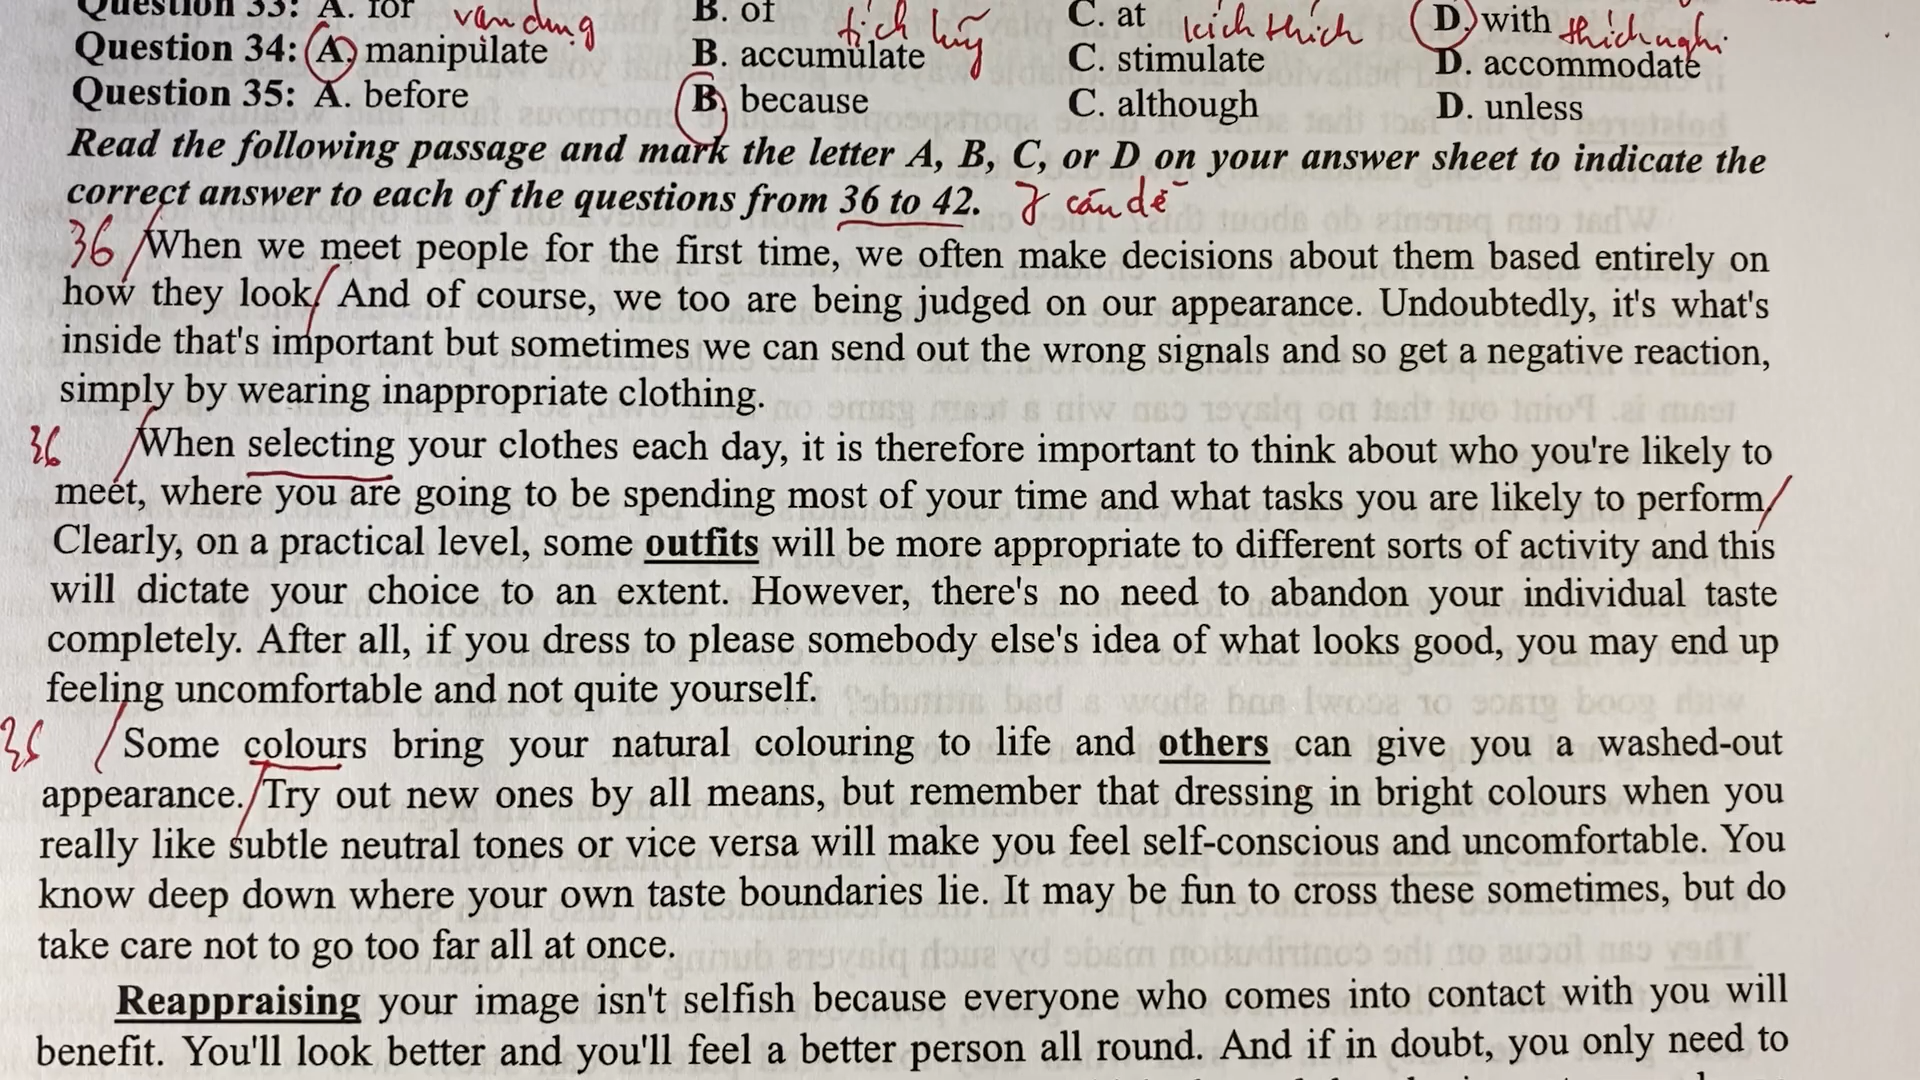 Question 33: A. for vận dụng B. of tích lũy C. at kích thích D. with thích nghi
Question 34: A. manipulate B. accumulate C. stimulate D. accommodate
Question 35: A. before B. because C. although D. unless
Read the following passage and mark the letter A, B, C, or D on your answer sheet to indicate the
correct answer to each of the questions from 36 to 42.
36 When we meet people for the first time, we often make decisions about them based entirely on
how they look. And of course, we too are being judged on our appearance. Undoubtedly, it's what's
inside that's important but sometimes we can send out the wrong signals and so get a negative reaction,
simply by wearing inappropriate clothing.
36 When selecting your clothes each day, it is therefore important to think about who you're likely to
meet, where you are going to be spending most of your time and what tasks you are likely to perform.
Clearly, on a practical level, some outfits will be more appropriate to different sorts of activity and this
will dictate your choice to an extent. However, there's no need to abandon your individual taste
completely. After all, if you dress to please somebody else's idea of what looks good, you may end up
feeling uncomfortable and not quite yourself.
Some colours bring your natural colouring to life and others can give you a washed-out
appearance. Try out new ones by all means, but remember that dressing in bright colours when you
really like subtle neutral tones or vice versa will make you feel self-conscious and uncomfortable. You
know deep down where your own taste boundaries lie. It may be fun to cross these sometimes, but do
take care not to go too far all at once.
Reappraising your image isn't selfish because everyone who comes into contact with you will
benefit. You'll look better and you'll feel a better person all round. And if in doubt, you only need to